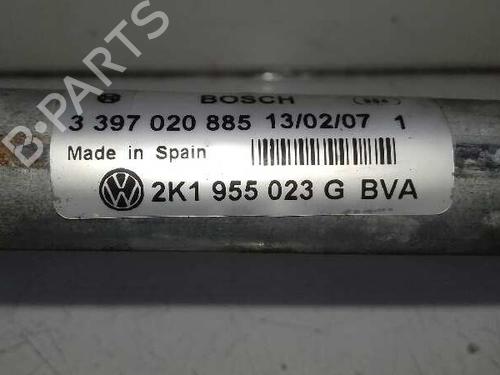 BOSCH
3 397 020 885 13/02/07 1
Made in Spain
2K1 955 023 G BVA
B-PARTS